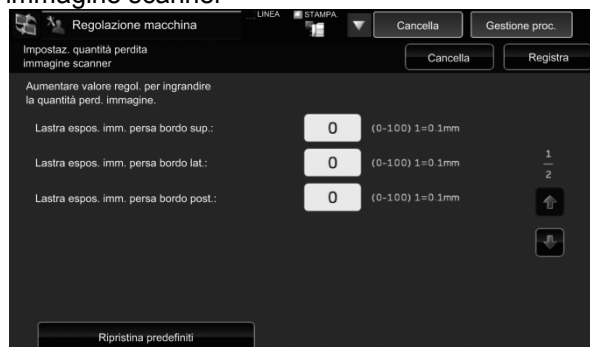 immagine scanner
Regolazione macchina
LINEA
STAMPA.
Cancella
Gestione proc.
Impostaz. quantità perdita
immagine scanner
Cancella
Registra
Aumentare valore regol. per ingrandire
la quantità perd. immagine.
Lastra espos. imm. persa bordo sup.: 0 (0-100) 1=0.1mm
Lastra espos. imm. persa bordo lat.: 0 (0-100) 1=0.1mm
1
2
Lastra espos. imm. persa bordo post.: 0 (0-100) 1=0.1mm
Ripristina predefiniti